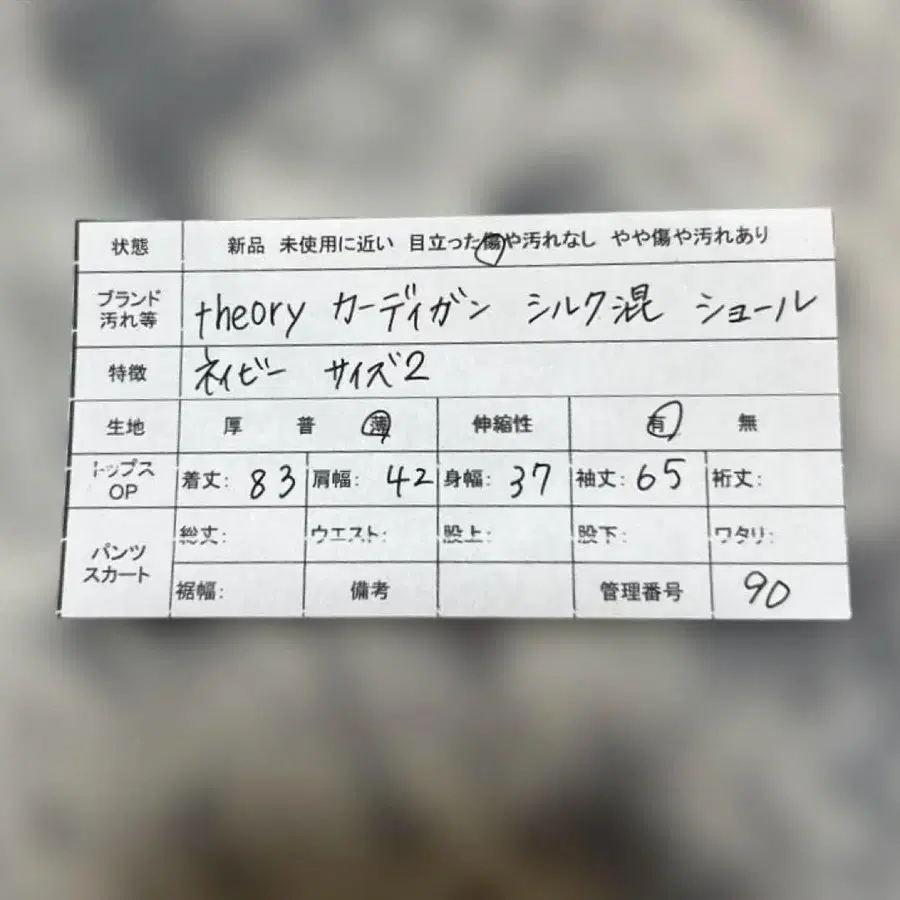 状態 新品 未使用に近い 目立った傷や汚れなし やや傷や汚れあり
ブランド
汚れ等 theory カーディガン シルク混 ショール
特徴 ネイビー サイズ2
生地 厚 普 薄 伸縮性 有 無
トップス
OP 着丈: 83 肩幅: 42 身幅: 37 袖丈: 65 裄丈:
パンツ
スカート 総丈: ウエスト: 股上: 股下: ワタリ:
裾幅: 備考 管理番号 90